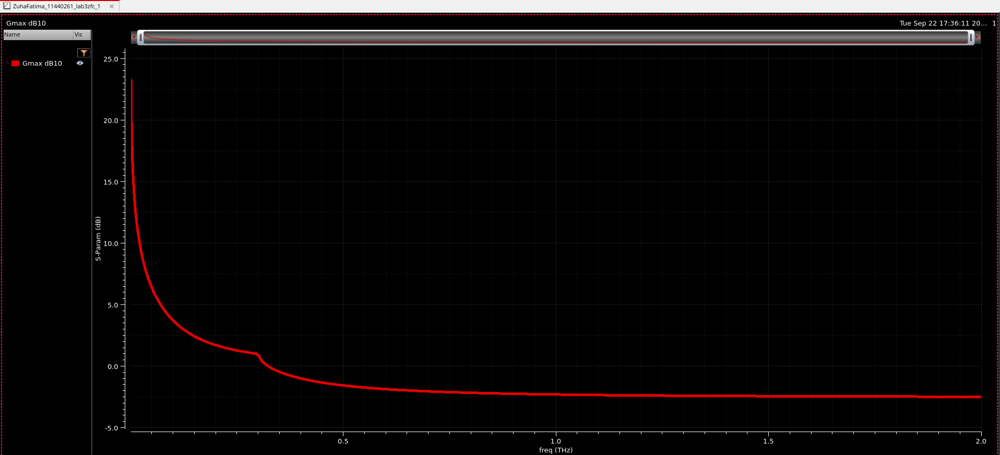 ZuhaFatima_11440261_lab3zfc_1
Gmax dB10
Tue Sep 22 17:36:11 20... 1
Name Vis
Gmax dB10
25.0
20.0
15.0
10.0
5.0
0.0
-5.0
S-Param (dB)
0.5 1.0 1.5 2.0
freq (THz)